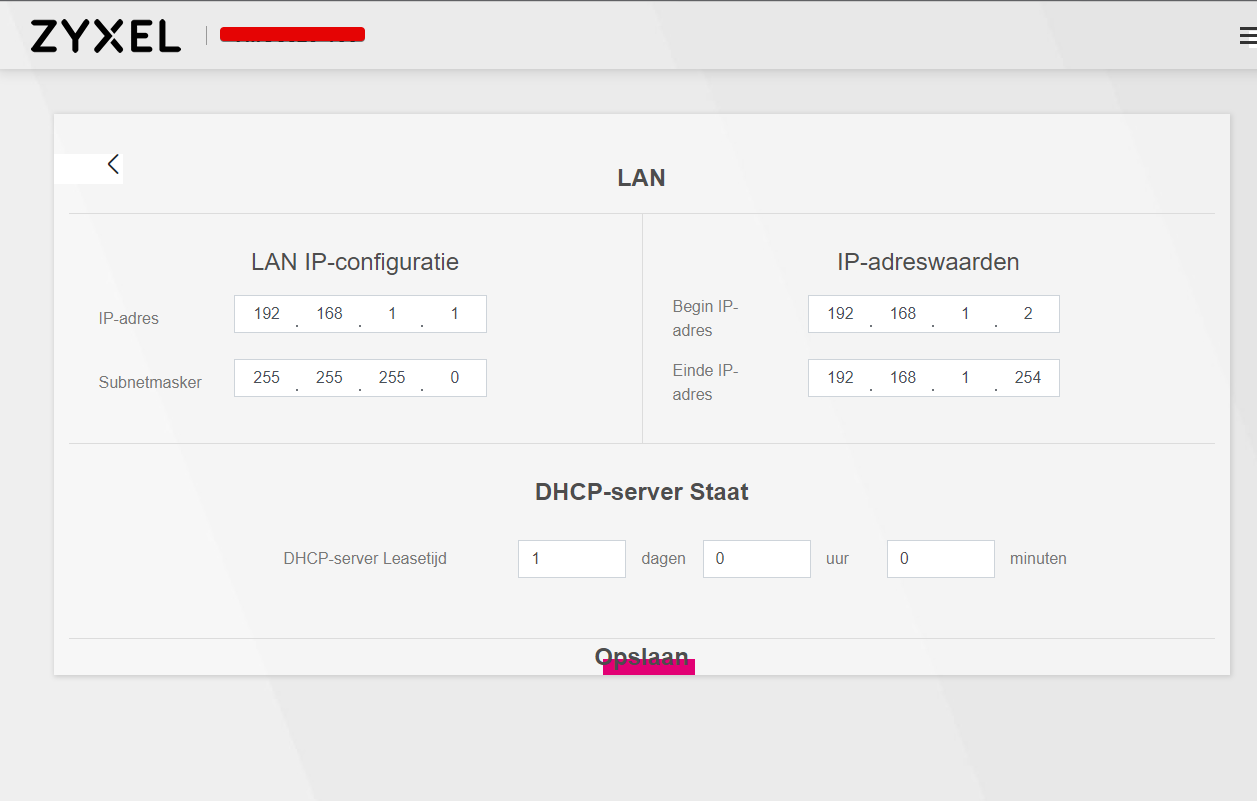 ZYXEL
LAN
LAN IP-configuratie
IP-adres
192 . 168 . 1 . 1
Subnetmasker
255 . 255 . 255 . 0
IP-adreswaarden
Begin IP-
adres
192 . 168 . 1 . 2
Einde IP-
adres
192 . 168 . 1 . 254
DHCP-server Staat
DHCP-server Leasetijd 1 dagen 0 uur 0 minuten
Opslaan